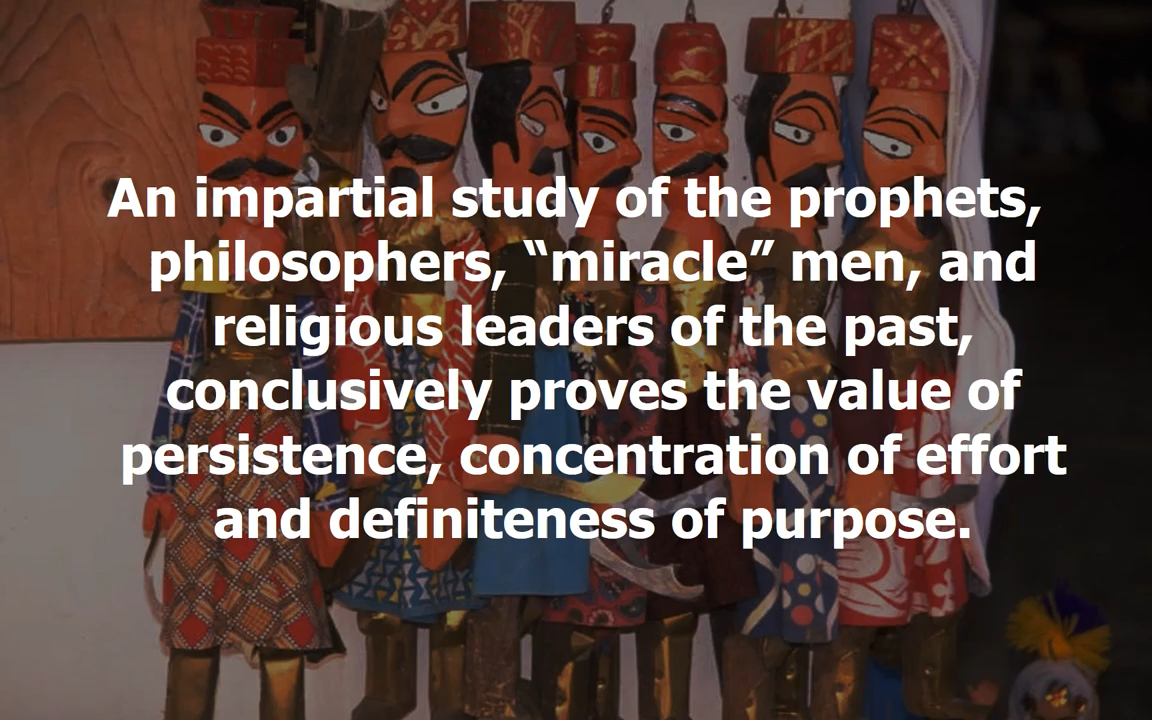 An impartial study of the prophets,
philosophers, “miracle” men, and
religious leaders of the past,
conclusively proves the value of
persistence, concentration of effort
and definiteness of purpose.